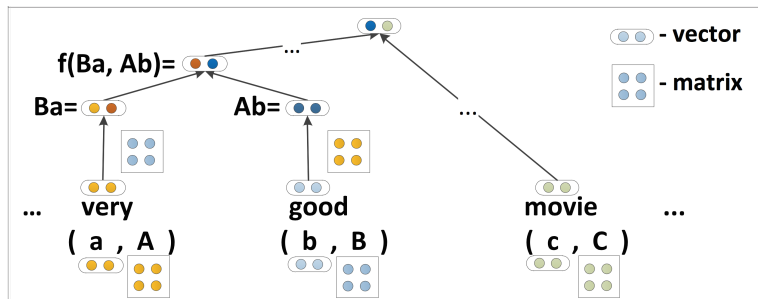 ... - vector
f(Ba, Ab)=
- matrix
Ba= Ab= ...
... very good movie ...
( a , A ) ( b , B ) ( c , C )